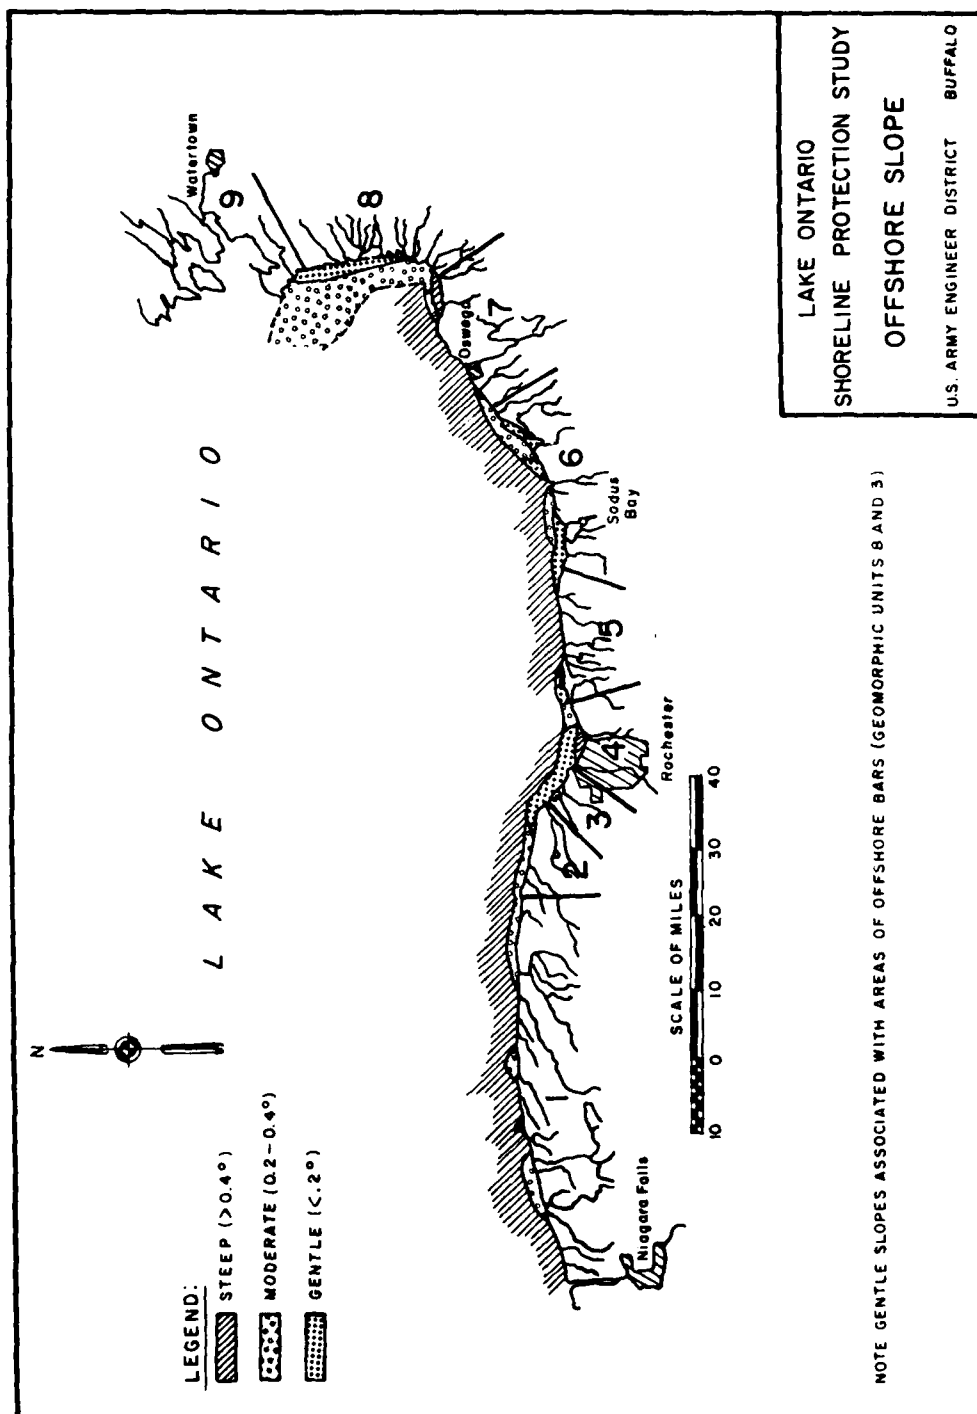 LAKE ONTARIO
N
LEGEND:
STEEP (>0.4°)
MODERATE (0.2-0.4°)
GENTLE (<.2°)
Watertown
9
8
7
Oswego
6
Sodus
Bay
5
4
Rochester
3
2
1
Niagara Falls
SCALE OF MILES
10 0 10 20 30 40
NOTE GENTLE SLOPES ASSOCIATED WITH AREAS OF OFFSHORE BARS (GEOMORPHIC UNITS 8 AND 3)
LAKE ONTARIO
SHORELINE PROTECTION STUDY
OFFSHORE SLOPE
U.S. ARMY ENGINEER DISTRICT BUFFALO